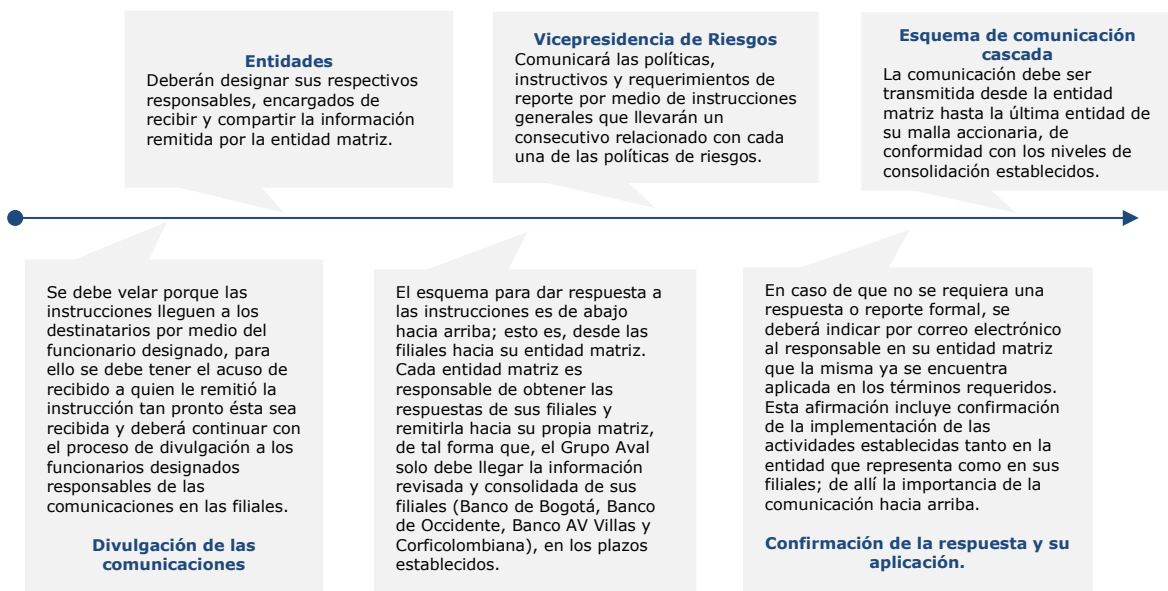 Entidades
Deberán designar sus respectivos
responsables, encargados de
recibir y compartir la información
remitida por la entidad matriz.
Vicepresidencia de Riesgos
Comunicará las políticas,
instructivos y requerimientos de
reporte por medio de instrucciones
generales que llevarán un
consecutivo relacionado con cada
una de las políticas de riesgos.
Esquema de comunicación
cascada
La comunicación debe ser
transmitida desde la entidad
matriz hasta la última entidad de
su malla accionaria, de
conformidad con los niveles de
consolidación establecidos.
Se debe velar porque las
instrucciones lleguen a los
destinatarios por medio del
funcionario designado, para
ello se debe tener el acuso de
recibido a quien le remitió la
instrucción tan pronto ésta sea
recibida y deberá continuar con
el proceso de divulgación a los
funcionarios designados
responsables de las
comunicaciones en las filiales.
Divulgación de las
comunicaciones
El esquema para dar respuesta a
las instrucciones es de abajo
hacia arriba; esto es, desde las
filiales hacia su entidad matriz.
Cada entidad matriz es
responsable de obtener las
respuestas de sus filiales y
remitirla hacia su propia matriz,
de tal forma que, el Grupo Aval
solo debe llegar la información
revisada y consolidada de sus
filiales (Banco de Bogotá, Banco
de Occidente, Banco AV Villas y
Corficolombiana), en los plazos
establecidos.
En caso de que no se requiera una
respuesta o reporte formal, se
deberá indicar por correo electrónico
al responsable en su entidad matriz
que la misma ya se encuentra
aplicada en los términos requeridos.
Esta afirmación incluye confirmación
de la implementación de las
actividades establecidas tanto en la
entidad que representa como en sus
filiales; de allí la importancia de la
comunicación hacia arriba.
Confirmación de la respuesta y su
aplicación.